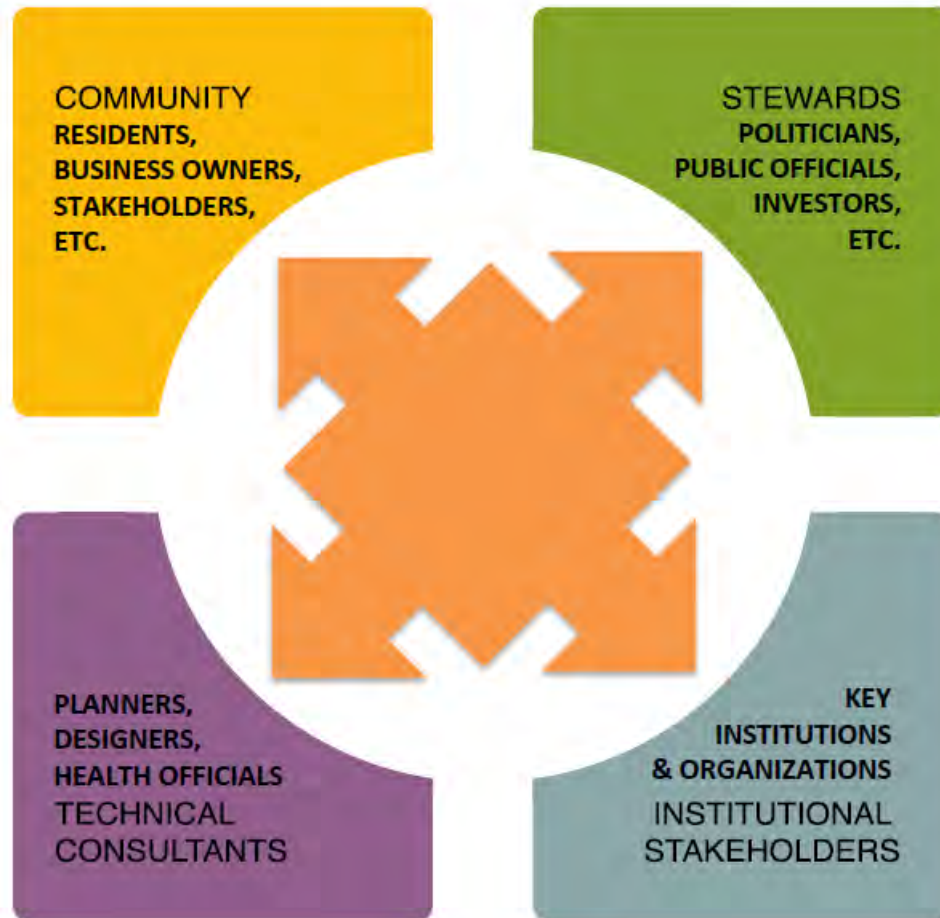 COMMUNITY
RESIDENTS,
BUSINESS OWNERS,
STAKEHOLDERS,
ETC.
STEWARDS
POLITICIANS,
PUBLIC OFFICIALS,
INVESTORS,
ETC.
PLANNERS,
DESIGNERS,
HEALTH OFFICIALS
TECHNICAL
CONSULTANTS
KEY
INSTITUTIONS
& ORGANIZATIONS
INSTITUTIONAL
STAKEHOLDERS